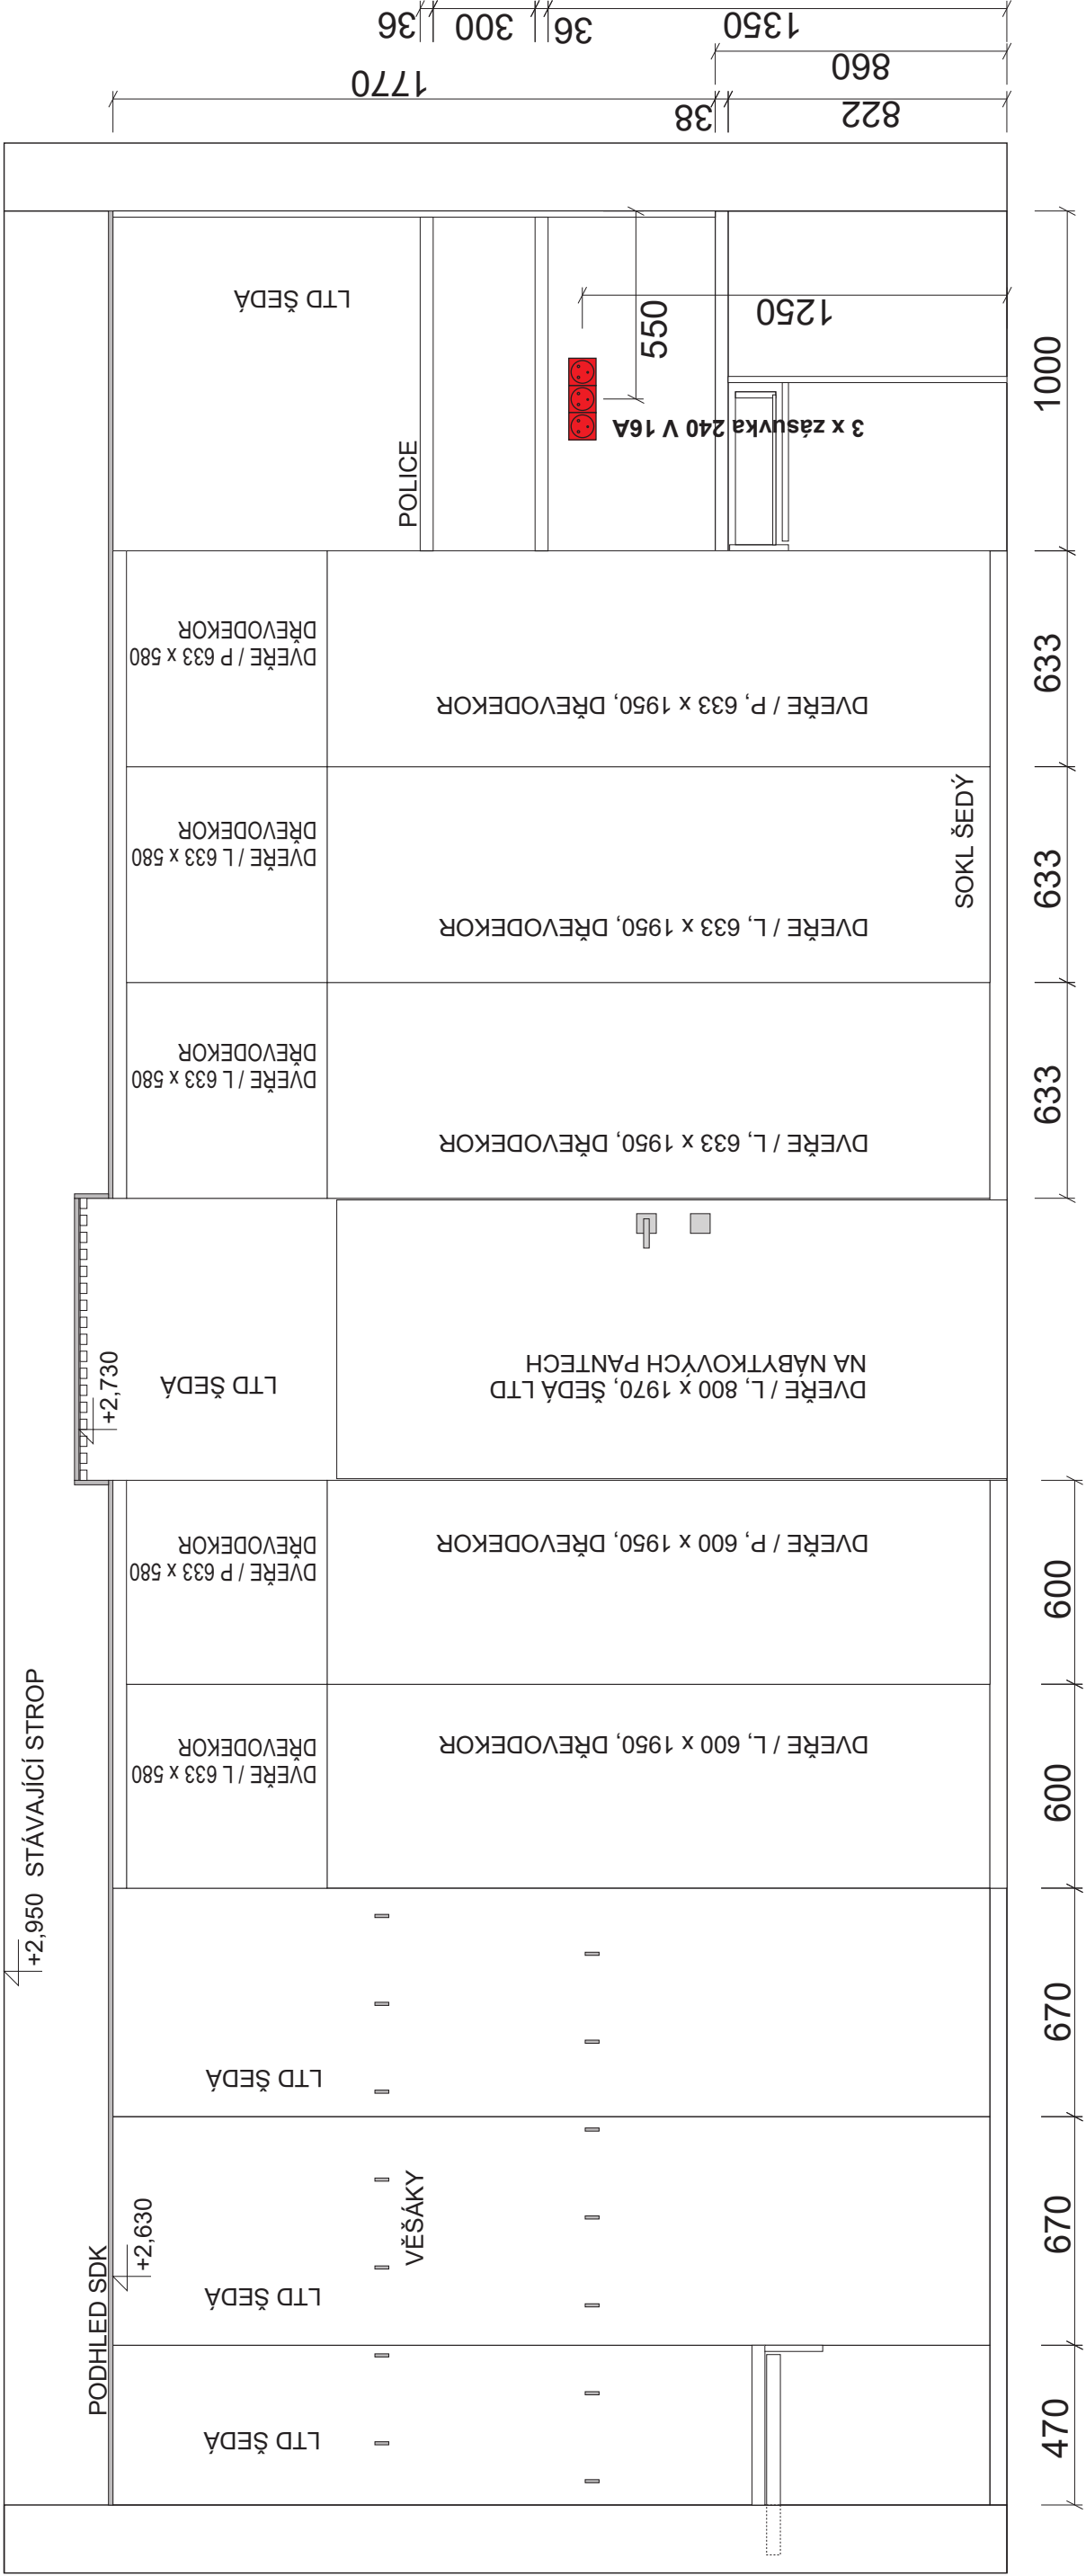 +2,950 STÁVAJÍCÍ STROP
PODHLED SDK
+2,630
+2,730
LTD ŠEDÁ
LTD ŠEDÁ
LTD ŠEDÁ
VĚŠÁKY
DVEŘE / L 633 x 580
DŘEVODEKOR
DVEŘE / P 633 x 580
DŘEVODEKOR
DVEŘE / L, 600 x 1950, DŘEVODEKOR
DVEŘE / P, 600 x 1950, DŘEVODEKOR
LTD ŠEDÁ
DVEŘE / L, 800 x 1970, ŠEDÁ LTD
NA NÁBYTKOVÝCH PANTECH
DVEŘE / L 633 x 580
DŘEVODEKOR
DVEŘE / L 633 x 580
DŘEVODEKOR
DVEŘE / P 633 x 580
DŘEVODEKOR
DVEŘE / L, 633 x 1950, DŘEVODEKOR
DVEŘE / L, 633 x 1950, DŘEVODEKOR
DVEŘE / P, 633 x 1950, DŘEVODEKOR
SOKL ŠEDÝ
LTD ŠEDÁ
POLICE
3 x zásuvka 240 V 16A
550
1250
1770
38
822
860
36
300
36
1350
470
670
670
600
600
633
633
633
1000